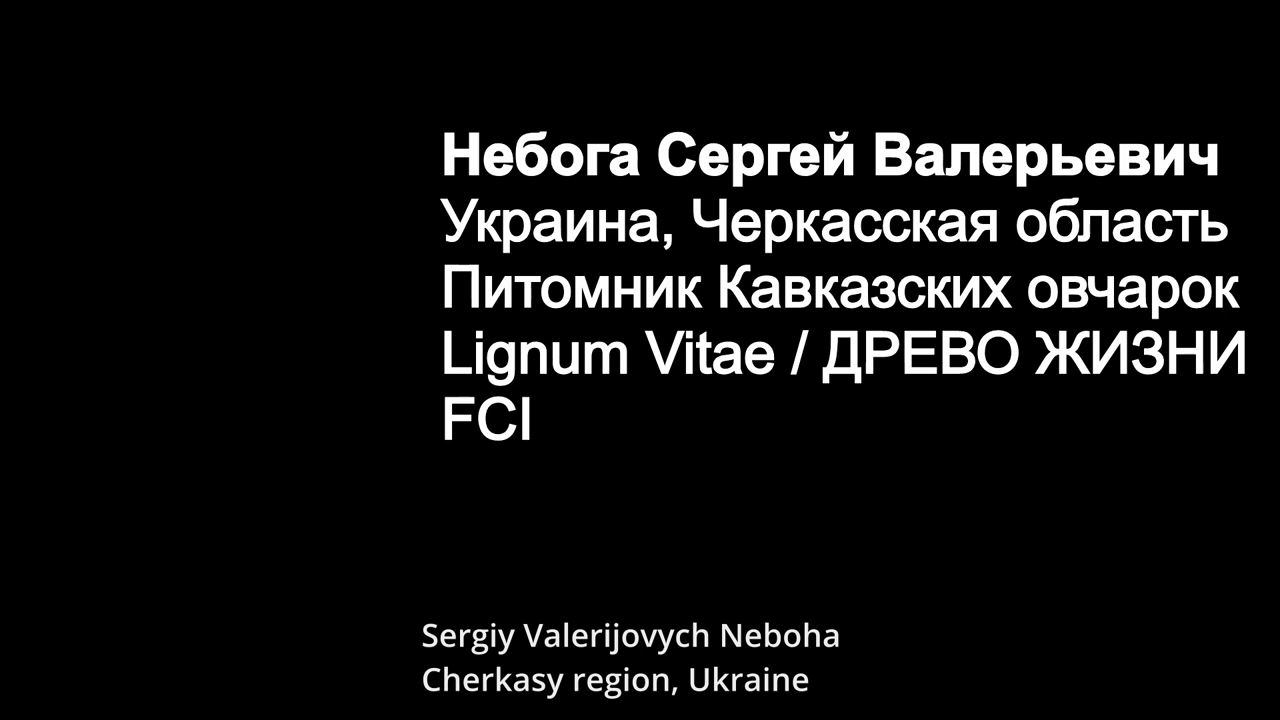 Небога Сергей Валерьевич
Украина, Черкасская область
Питомник Кавказских овчарок
Lignum Vitae / ДРЕВО ЖИЗНИ
FCI
Sergiy Valerijovych Neboha
Cherkasy region, Ukraine